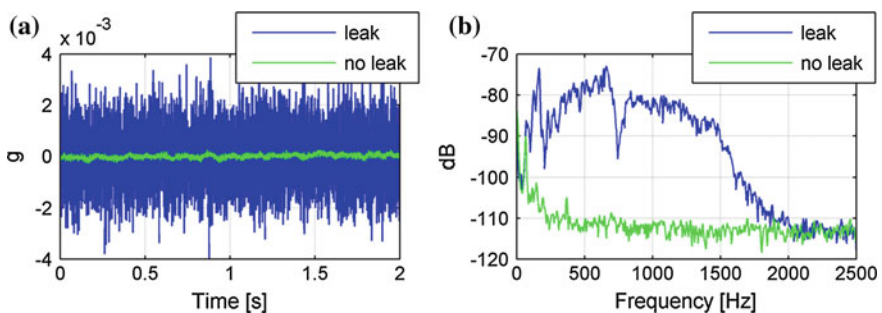 (a)
× 10⁻³
leak
no leak
4
2
0
-2
-4
g
0
0.5
1
1.5
2
Time [s]
(b)
leak
no leak
-70
-80
-90
-100
-110
-120
dB
0
500
1000
1500
2000
2500
Frequency [Hz]